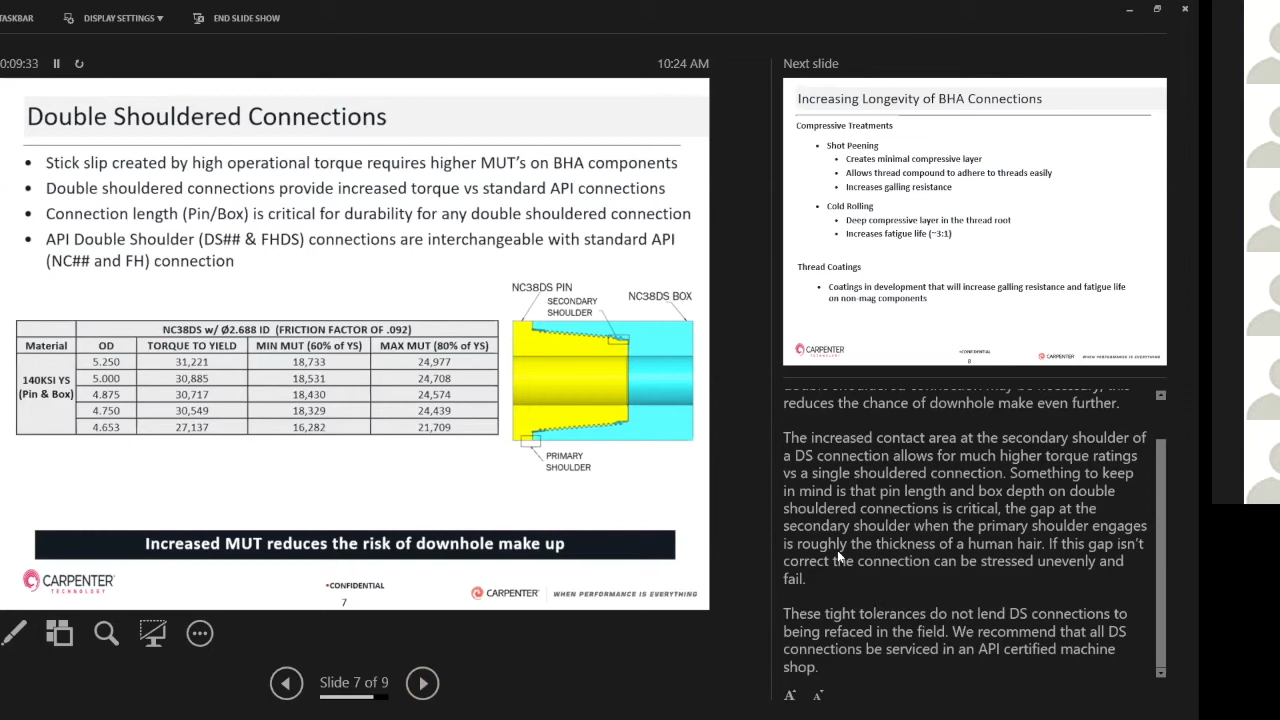 TASKBAR
DISPLAY SETTINGS ▾
END SLIDE SHOW
0:09:33
10:24 AM
Double Shouldered Connections
• Stick slip created by high operational torque requires higher MUT's on BHA components
• Double shouldered connections provide increased torque vs standard API connections
• Connection length (Pin/Box) is critical for durability for any double shouldered connection
• API Double Shoulder (DS## & FHDS) connections are interchangeable with standard API
(NC## and FH) connection
NC38DS w/ Ø2.688 ID (FRICTION FACTOR OF .092)
Material OD TORQUE TO YIELD MIN MUT (60% of YS) MAX MUT (80% of YS)
140KSI YS
(Pin & Box)
5.250 31,221 18,733 24,977
5.000 30,885 18,531 24,708
4.875 30,717 18,430 24,574
4.750 30,549 18,329 24,439
4.653 27,137 16,282 21,709
NC38DS PIN
SECONDARY
SHOULDER
NC38DS BOX
PRIMARY
SHOULDER
Increased MUT reduces the risk of downhole make up
CARPENTER
TECHNOLOGY
•CONFIDENTIAL
7
CARPENTER WHEN PERFORMANCE IS EVERYTHING
Slide 7 of 9
Next slide
Increasing Longevity of BHA Connections
Compressive Treatments
• Shot Peening
• Creates minimal compressive layer
• Allows thread compound to adhere to threads easily
• Increases galling resistance
• Cold Rolling
• Deep compressive layer in the thread root
• Increases fatigue life (~3:1)
Thread Coatings
• Coatings in development that will increase galling resistance and fatigue life
on non-mag components
CARPENTER
•CONFIDENTIAL
8
CARPENTER WHEN PERFORMANCE IS EVERYTHING
Double shouldered connection may be necessary, this
reduces the chance of downhole make even further.
The increased contact area at the secondary shoulder of
a DS connection allows for much higher torque ratings
vs a single shouldered connection. Something to keep
in mind is that pin length and box depth on double
shouldered connections is critical, the gap at the
secondary shoulder when the primary shoulder engages
is roughly the thickness of a human hair. If this gap isn't
correct the connection can be stressed unevenly and
fail.
These tight tolerances do not lend DS connections to
being refaced in the field. We recommend that all DS
connections be serviced in an API certified machine
shop.
A A